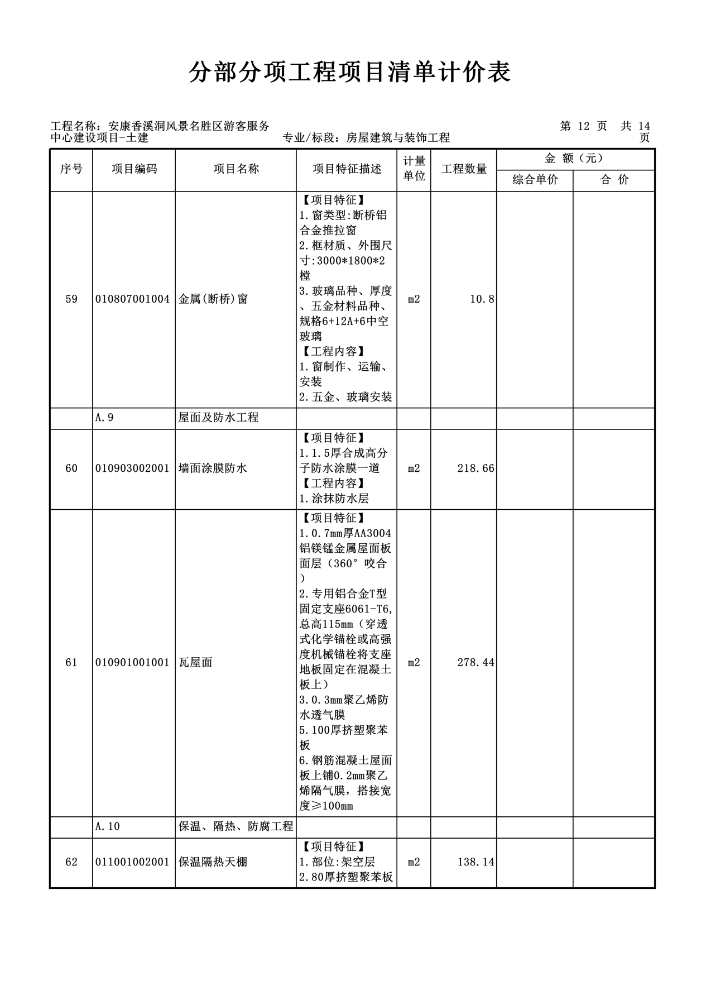 分部分项工程项目清单计价表
工程名称：安康香溪洞风景名胜区游客服务
中心建设项目-土建
专业/标段：房屋建筑与装饰工程
第 12 页 共 14
页
序号
项目编码
项目名称
项目特征描述
计量
单位
工程数量
金 额（元）
综合单价
合 价
59
010807001004
金属(断桥)窗
【项目特征】
1.窗类型:断桥铝
合金推拉窗
2.框材质、外围尺
寸:3000*1800*2
樘
3.玻璃品种、厚度
、五金材料品种、
规格6+12A+6中空
玻璃
【工程内容】
1.窗制作、运输、
安装
2.五金、玻璃安装
m2
10.8
A.9
屋面及防水工程
60
010903002001
墙面涂膜防水
【项目特征】
1.1.5厚合成高分
子防水涂膜一道
【工程内容】
1.涂抹防水层
m2
218.66
61
010901001001
瓦屋面
【项目特征】
1.0.7mm厚AA3004
铝镁锰金属屋面板
面层（360°咬合
）
2.专用铝合金T型
固定支座6061-T6,
总高115mm（穿透
式化学锚栓或高强
度机械锚栓将支座
地板固定在混凝土
板上）
3.0.3mm聚乙烯防
水透气膜
5.100厚挤塑聚苯
板
6.钢筋混凝土屋面
板上铺0.2mm聚乙
烯隔气膜，搭接宽
度≥100mm
m2
278.44
A.10
保温、隔热、防腐工程
62
011001002001
保温隔热天棚
【项目特征】
1.部位:架空层
2.80厚挤塑聚苯板
m2
138.14